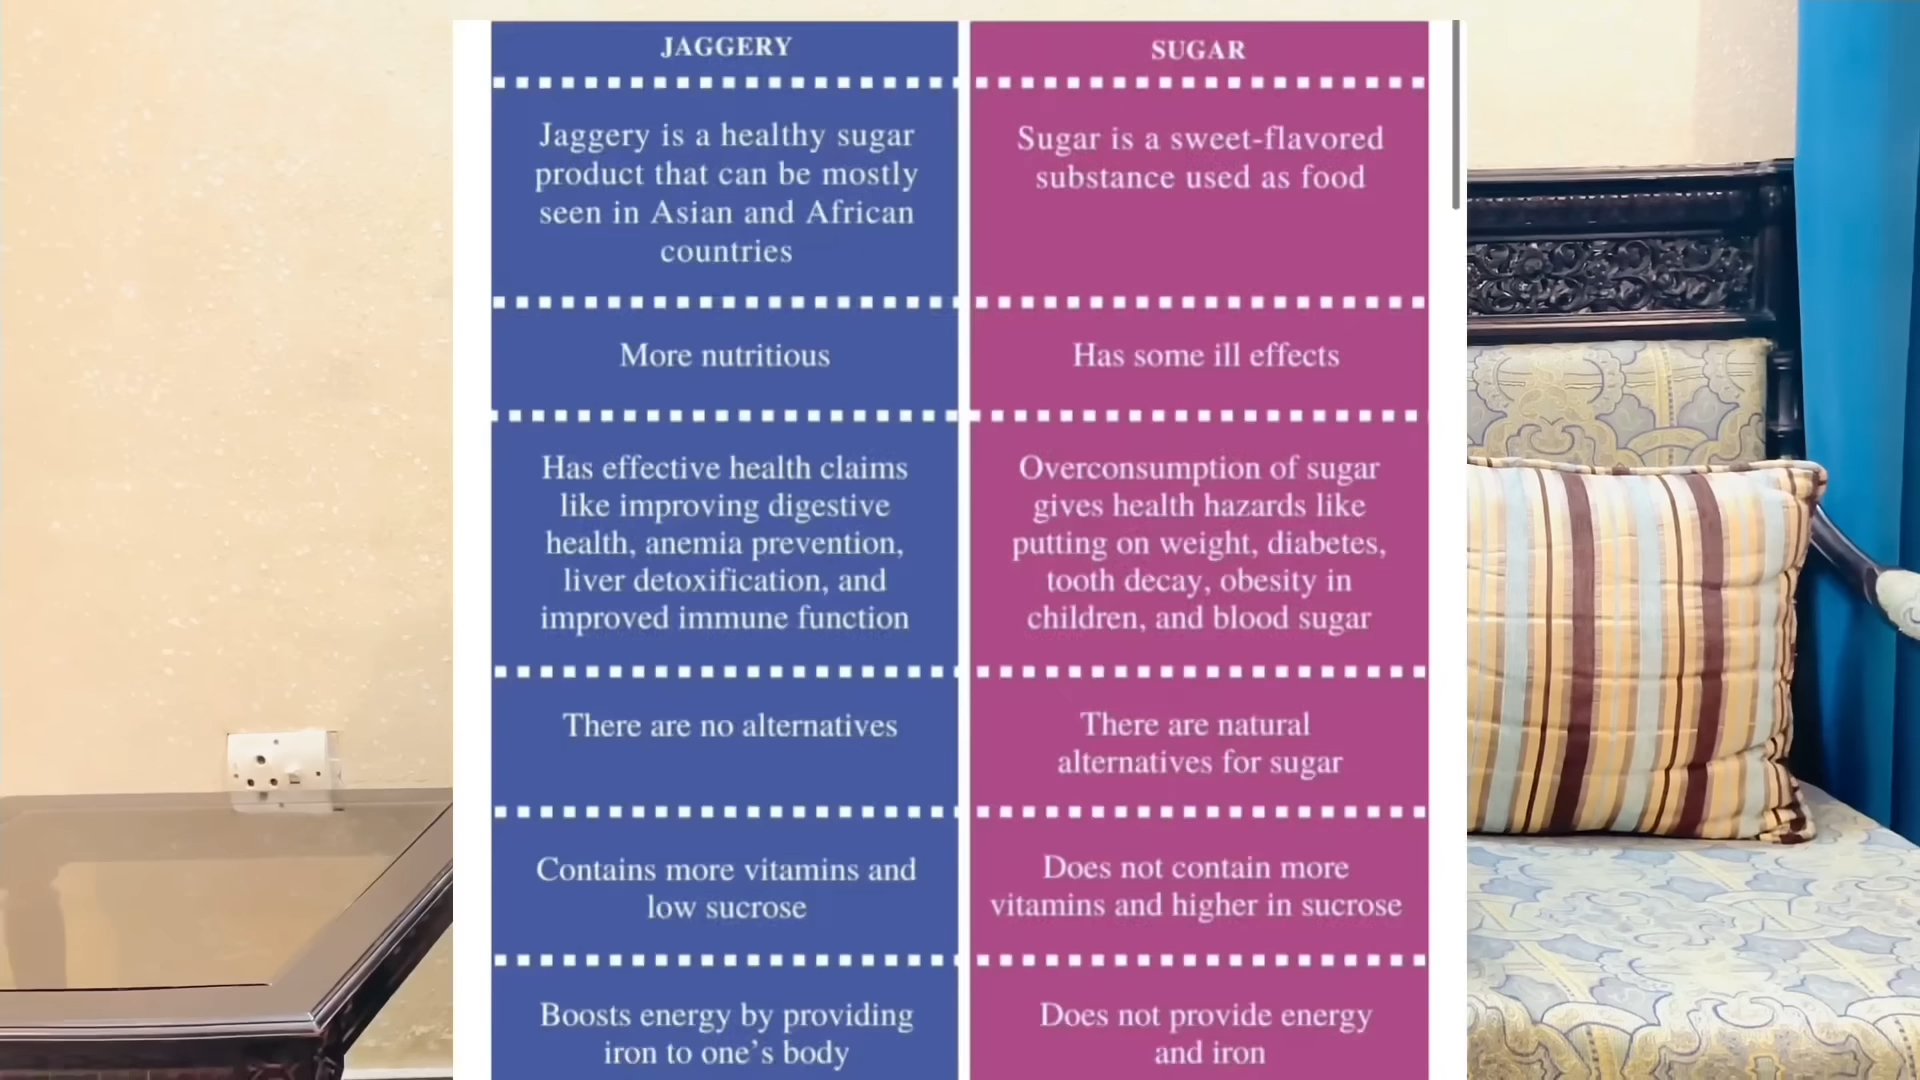 JAGGERY
Jaggery is a healthy sugar
product that can be mostly
seen in Asian and African
countries
More nutritious
Has effective health claims
like improving digestive
health, anemia prevention,
liver detoxification, and
improved immune function
There are no alternatives
Contains more vitamins and
low sucrose
Boosts energy by providing
iron to one's body
SUGAR
Sugar is a sweet-flavored
substance used as food
Has some ill effects
Overconsumption of sugar
gives health hazards like
putting on weight, diabetes,
tooth decay, obesity in
children, and blood sugar
There are natural
alternatives for sugar
Does not contain more
vitamins and higher in sucrose
Does not provide energy
and iron